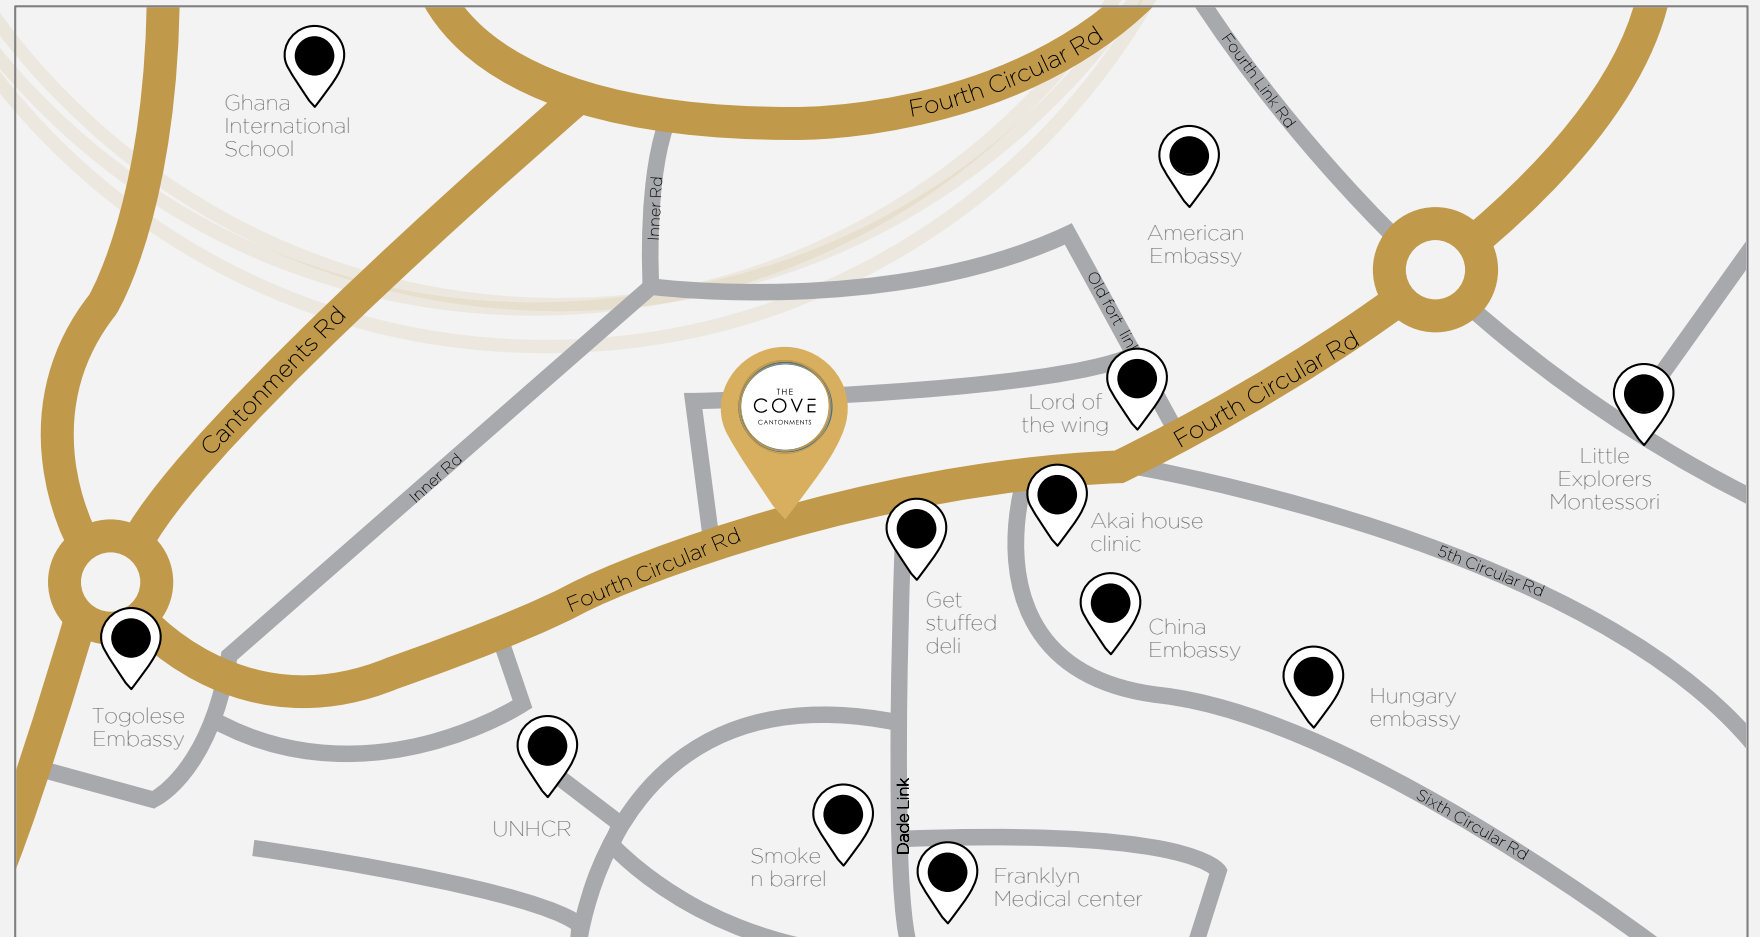 Fourth Circular Rd
Fourth Link Rd
Ghana
International
School
Inner Rd
American
Embassy
Old fort
Cantonments Rd
Fourth Circular Rd
THE
COVE
CANTONMENTS
Lord of
the wing
Little
Explorers
Montessori
Inner Rd
Akai house
clinic
Fourth Circular Rd
5th Circular Rd
Get
stuffed
deli
China
Embassy
Hungary
embassy
Togolese
Embassy
UNHCR
Dade Link
Sixth Circular Rd
Smoke
n barrel
Franklyn
Medical center